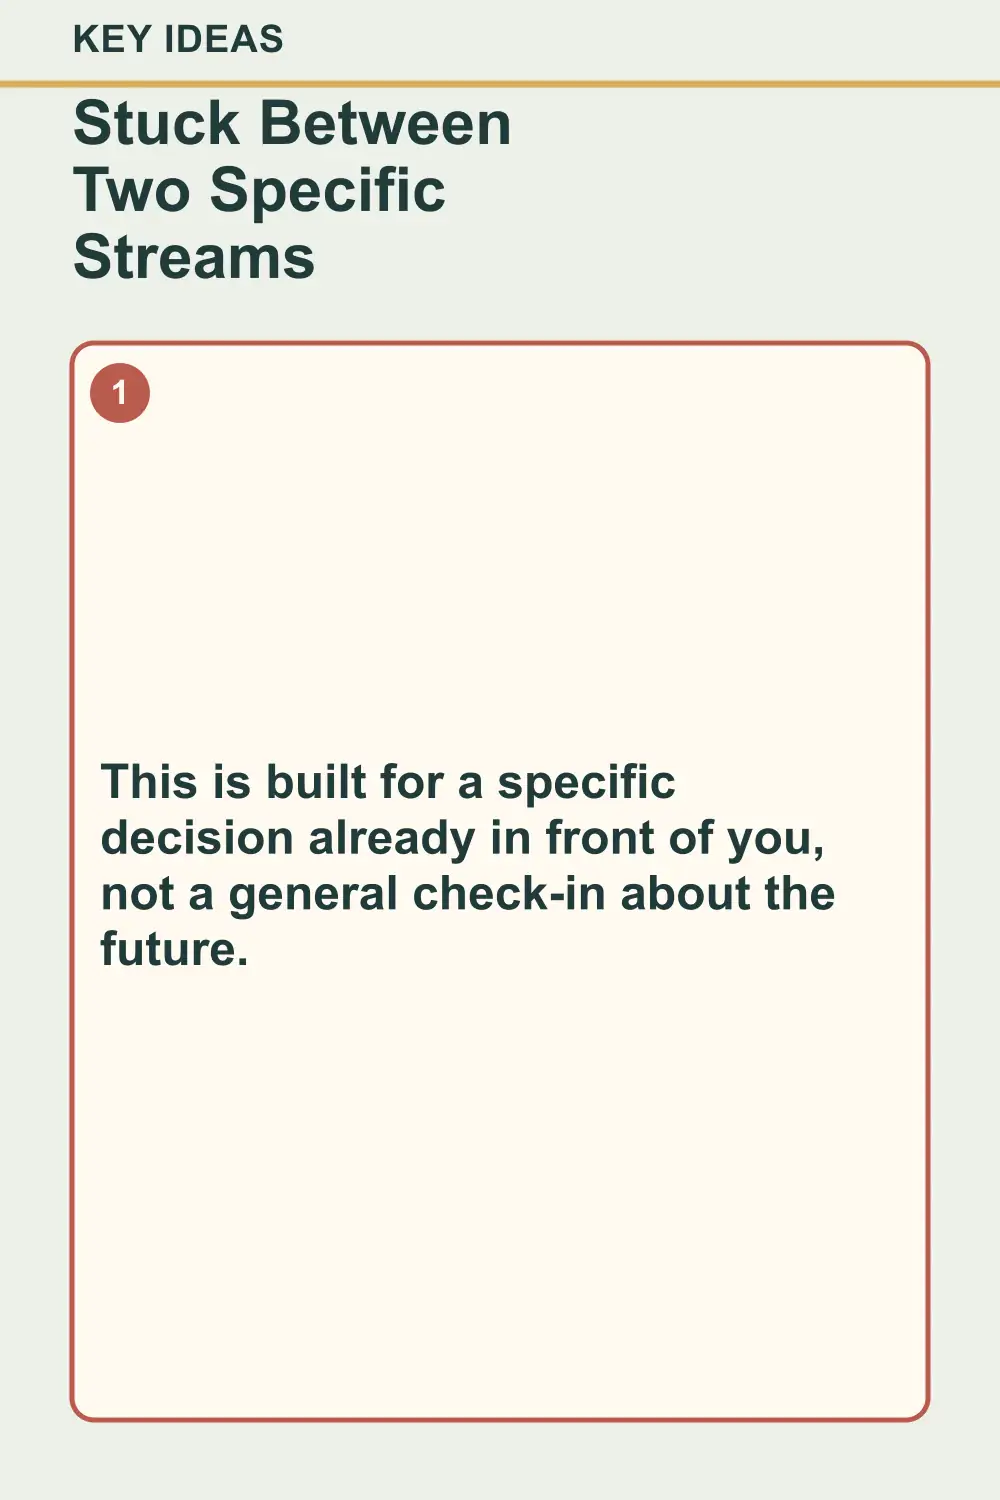 KEY IDEAS
Stuck Between
Two Specific
Streams
1
This is built for a specific
decision already in front of you,
not a general check-in about the
future.